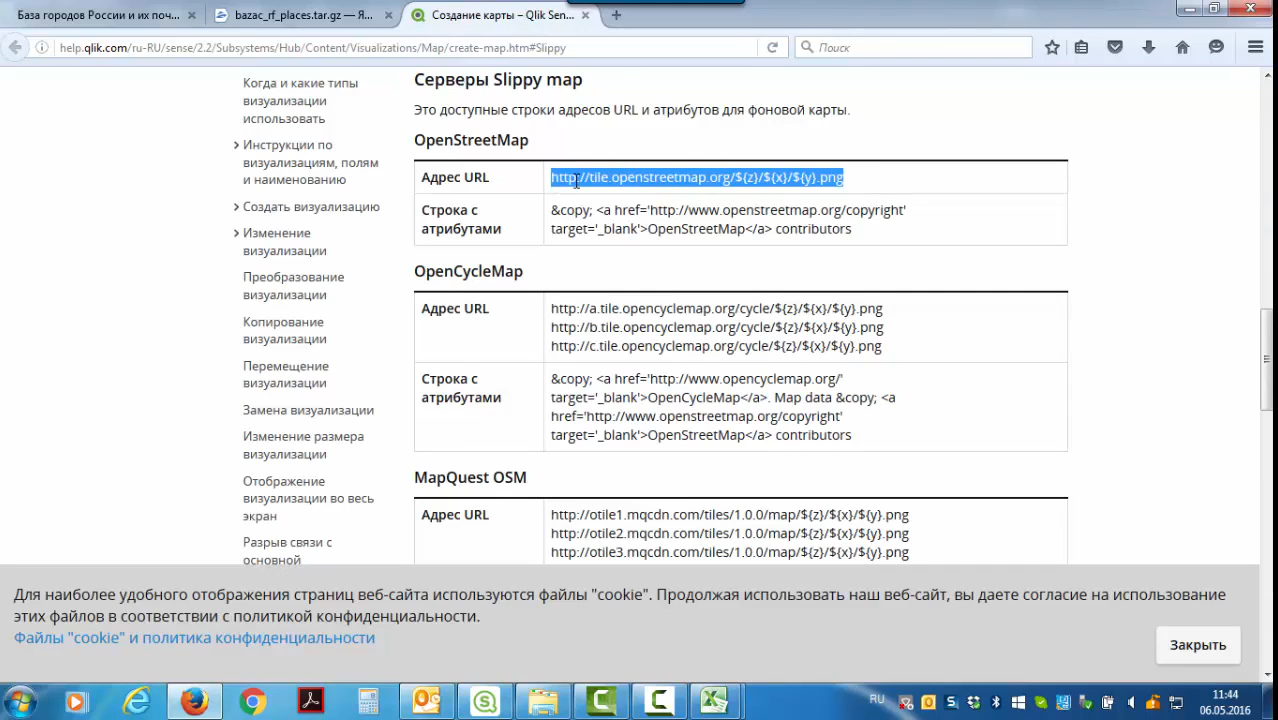 База городов России и их поч...
bazac_rf_places.tar.gz — Я...
Создание карты – Qlik Sen...
help.qlik.com/ru-RU/sense/2.2/Subsystems/Hub/Content/Visualizations/Map/create-map.htm#Slippy
Поиск
Когда и какие типы
визуализации
использовать
Инструкции по
визуализациям, полям
и наименованию
Создать визуализацию
Изменение
визуализации
Преобразование
визуализации
Копирование
визуализации
Перемещение
визуализации
Замена визуализации
Изменение размера
визуализации
Отображение
визуализации во весь
экран
Разрыв связи с
основной
Серверы Slippy map
Это доступные строки адресов URL и атрибутов для фоновой карты.
OpenStreetMap
Адрес URL
http://tile.openstreetmap.org/${z}/${x}/${y}.png
Строка с
атрибутами
&copy; <a href='http://www.openstreetmap.org/copyright'
target='_blank'>OpenStreetMap</a> contributors
OpenCycleMap
Адрес URL
http://a.tile.opencyclemap.org/cycle/${z}/${x}/${y}.png
http://b.tile.opencyclemap.org/cycle/${z}/${x}/${y}.png
http://c.tile.opencyclemap.org/cycle/${z}/${x}/${y}.png
Строка с
атрибутами
&copy; <a href='http://www.opencyclemap.org/'
target='_blank'>OpenCycleMap</a>. Map data &copy; <a
href='http://www.openstreetmap.org/copyright'
target='_blank'>OpenStreetMap</a> contributors
MapQuest OSM
Адрес URL
http://otile1.mqcdn.com/tiles/1.0.0/map/${z}/${x}/${y}.png
http://otile2.mqcdn.com/tiles/1.0.0/map/${z}/${x}/${y}.png
http://otile3.mqcdn.com/tiles/1.0.0/map/${z}/${x}/${y}.png
Для наиболее удобного отображения страниц веб-сайта используются файлы "cookie". Продолжая использовать наш веб-сайт, вы даете согласие на использование
этих файлов в соответствии с политикой конфиденциальности.
Файлы "cookie" и политика конфиденциальности
Закрыть
RU
11:44
06.05.2016